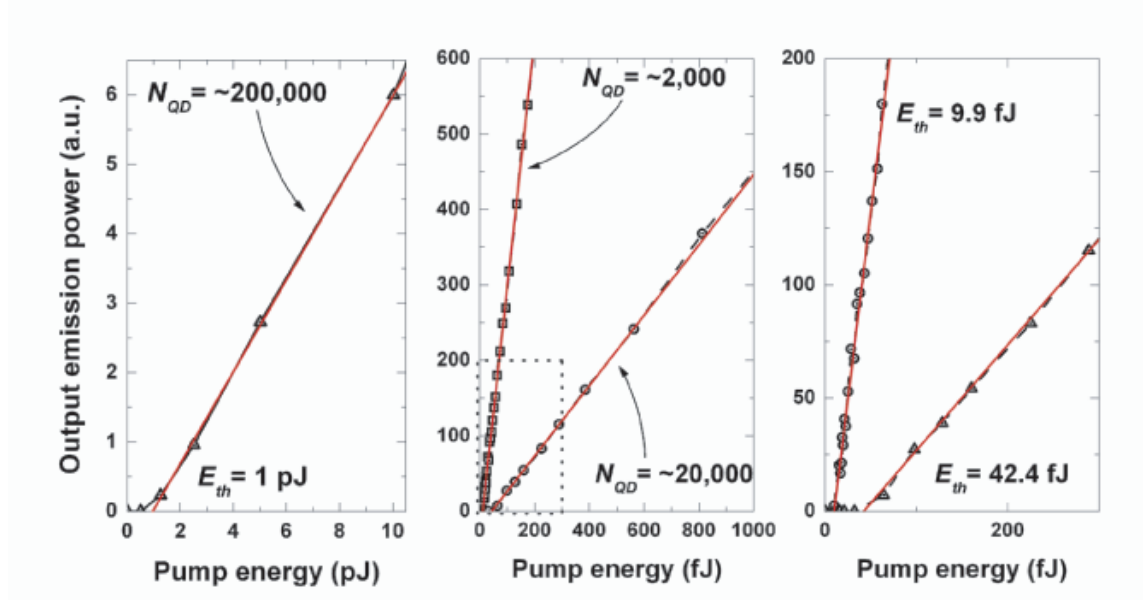 Output emission power (a.u.)
6
5
4
3
2
1
0
N_QD= ~200,000
E_th= 1 pJ
0 2 4 6 8 10
Pump energy (pJ)
600
500
400
300
200
100
0
N_QD= ~2,000
N_QD= ~20,000
0 200 400 600 800 1000
Pump energy (fJ)
200
150
100
50
0
E_th= 9.9 fJ
E_th= 42.4 fJ
0 200
Pump energy (fJ)